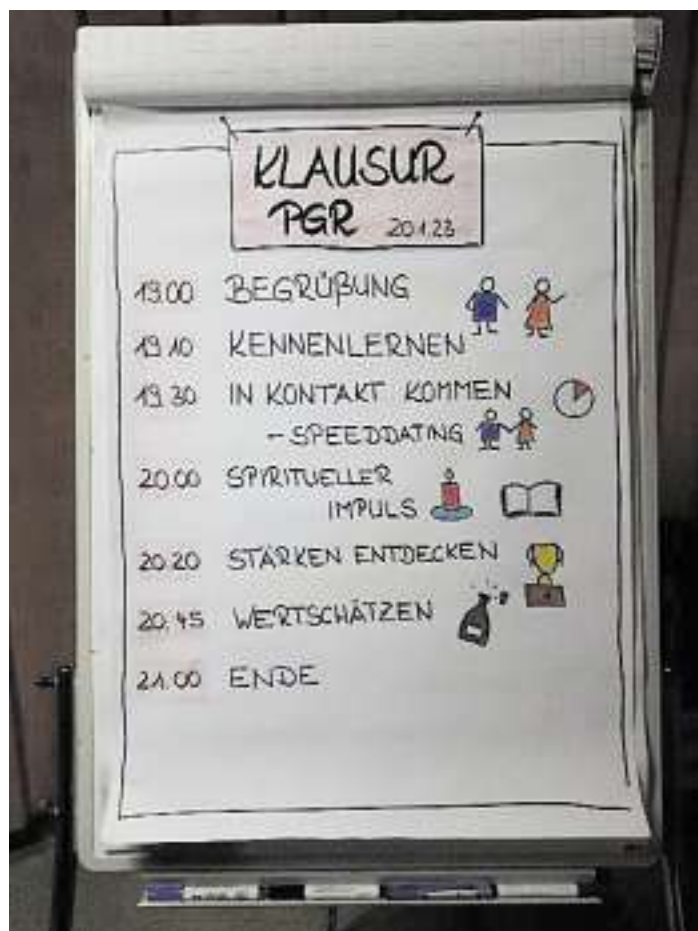 KLAUSUR
PGR 20.1.23
19.00 BEGRÜßUNG
19.10 KENNENLERNEN
19.30 IN KONTAKT KOMMEN
- SPEEDDATING
20.00 SPIRITUELLER
IMPULS
20.20 STÄRKEN ENTDECKEN
20.45 WERTSCHÄTZEN
21.00 ENDE